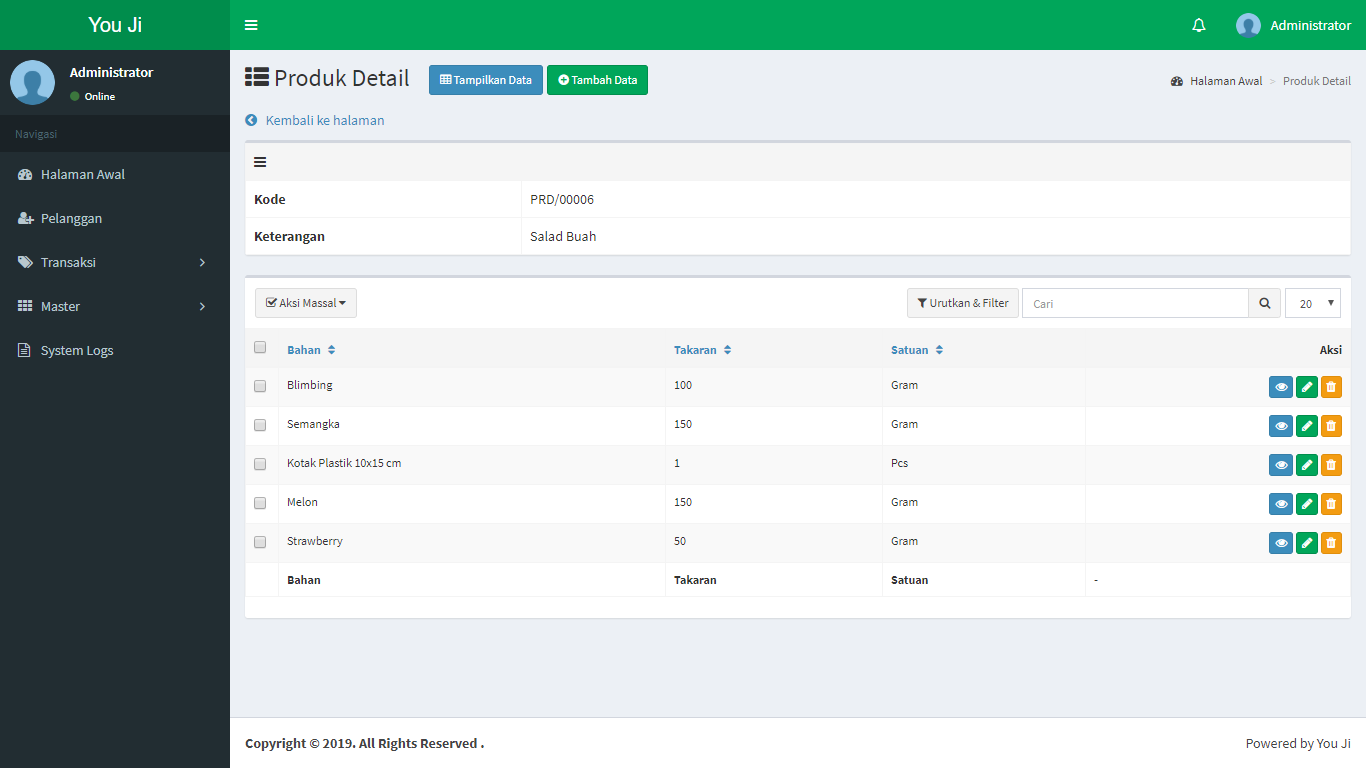 You Ji
Administrator
Administrator
Online
Navigasi
Halaman Awal
Pelanggan
Transaksi
Master
System Logs
Produk Detail
Tampilkan Data
Tambah Data
Halaman Awal > Produk Detail
Kembali ke halaman
Kode PRD/00006
Keterangan Salad Buah
Aksi Massal
Urutkan & Filter
Cari
20
Bahan Takaran Satuan Aksi
Blimbing 100 Gram
Semangka 150 Gram
Kotak Plastik 10x15 cm 1 Pcs
Melon 150 Gram
Strawberry 50 Gram
Bahan Takaran Satuan -
Copyright © 2019. All Rights Reserved .
Powered by You Ji